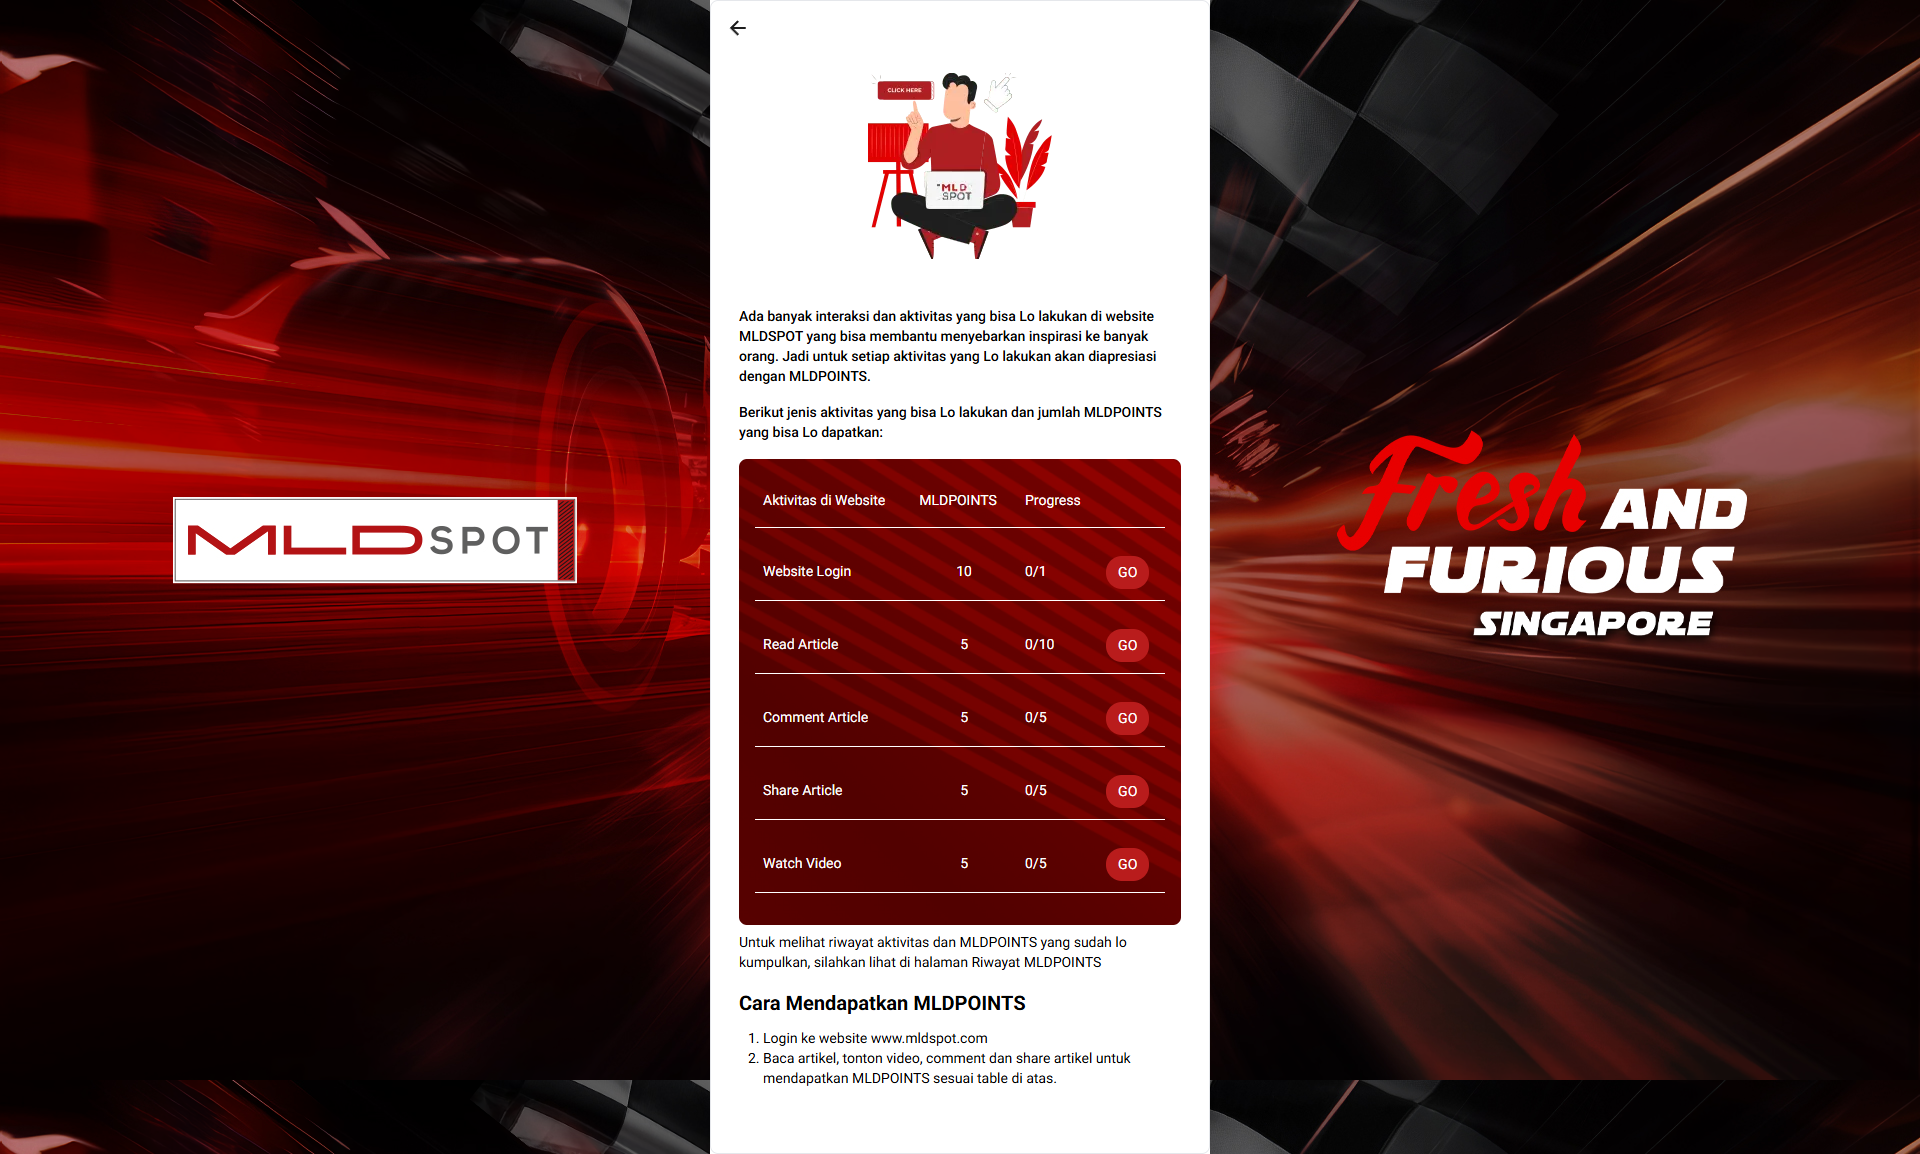 CLICK HERE
MLD
SPOT
Ada banyak interaksi dan aktivitas yang bisa Lo lakukan di website
MLDSPOT yang bisa membantu menyebarkan inspirasi ke banyak
orang. Jadi untuk setiap aktivitas yang Lo lakukan akan diapresiasi
dengan MLDPOINTS.
Berikut jenis aktivitas yang bisa Lo lakukan dan jumlah MLDPOINTS
yang bisa Lo dapatkan:
Aktivitas di Website MLDPOINTS Progress
Website Login 10 0/1 GO
Read Article 5 0/10 GO
Comment Article 5 0/5 GO
Share Article 5 0/5 GO
Watch Video 5 0/5 GO
Untuk melihat riwayat aktivitas dan MLDPOINTS yang sudah lo
kumpulkan, silahkan lihat di halaman Riwayat MLDPOINTS
Cara Mendapatkan MLDPOINTS
1. Login ke website www.mldspot.com
2. Baca artikel, tonton video, comment dan share artikel untuk
mendapatkan MLDPOINTS sesuai table di atas.
MLDSPOT
Fresh AND
FURIOUS
SINGAPORE